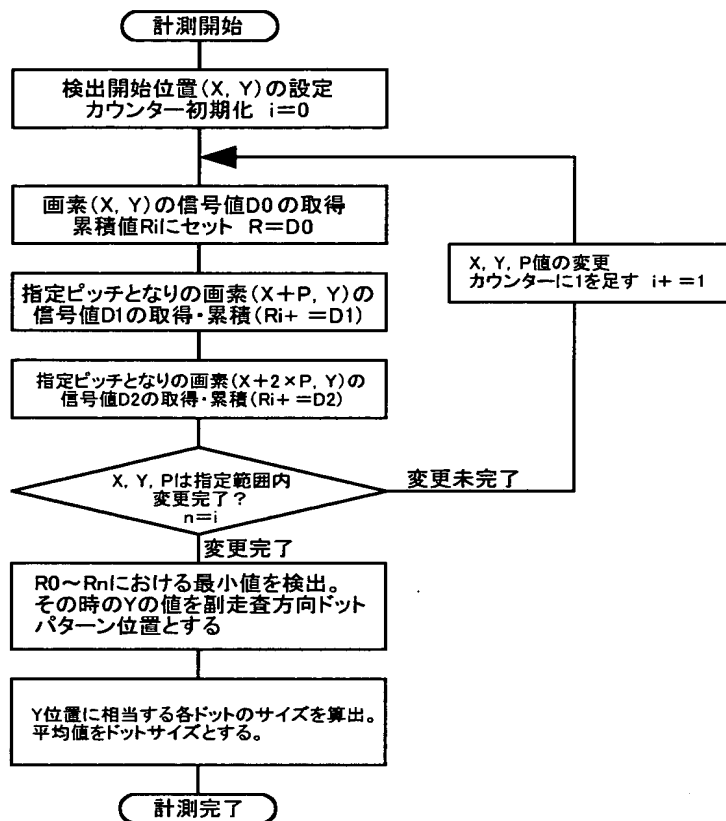 計測開始
検出開始位置(X, Y)の設定
カウンター初期化 i=0
画素(X, Y)の信号値D0の取得
累積値Riにセット R=D0
指定ピッチとなりの画素(X+P, Y)の
信号値D1の取得・累積(Ri+ =D1)
指定ピッチとなりの画素(X+2×P, Y)の
信号値D2の取得・累積(Ri+ =D2)
X, Y, P値の変更
カウンターに1を足す i+ =1
X, Y, Pは指定範囲内
変更完了?
n=i
変更未完了
変更完了
R0~Rnにおける最小値を検出。
その時のYの値を副走査方向ドット
パターン位置とする
Y位置に相当する各ドットのサイズを算出。
平均値をドットサイズとする。
計測完了